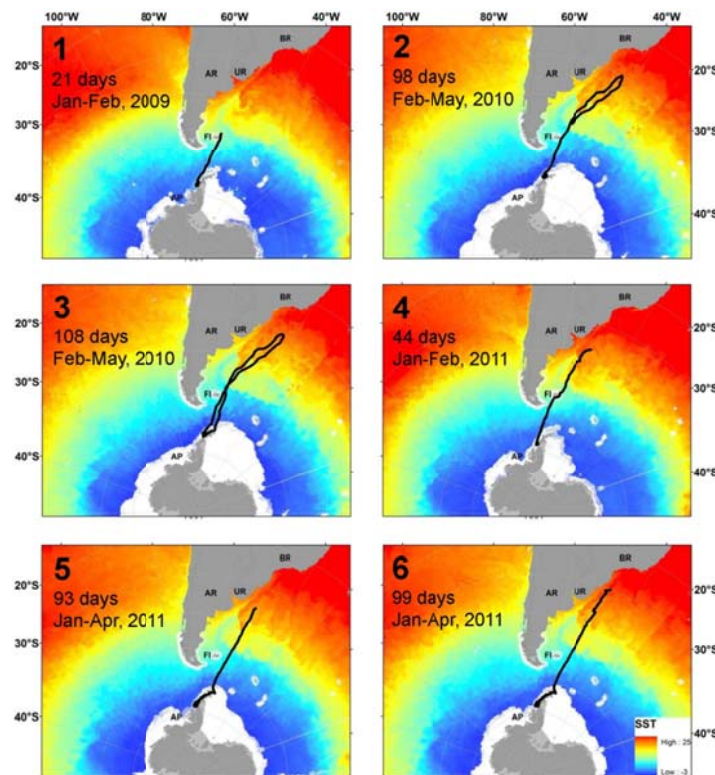 100°W 80°W 60°W 40°W 100°W 80°W 60°W 40°W
1
21 days
Jan-Feb, 2009
BR
AR UR
FI
AP
20°S
30°S
40°S
2
98 days
Feb-May, 2010
BR
AR UR
FI
AP
20°S
30°S
40°S
3
108 days
Feb-May, 2010
BR
AR UR
FI
AP
20°S
30°S
40°S
4
44 days
Jan-Feb, 2011
BR
AR UR
FI
AP
20°S
30°S
40°S
5
93 days
Jan-Apr, 2011
BR
AR UR
FI
AP
20°S
30°S
40°S
6
99 days
Jan-Apr, 2011
BR
AR UR
FI
AP
20°S
30°S
40°S
SST
High : 25
Low : -3